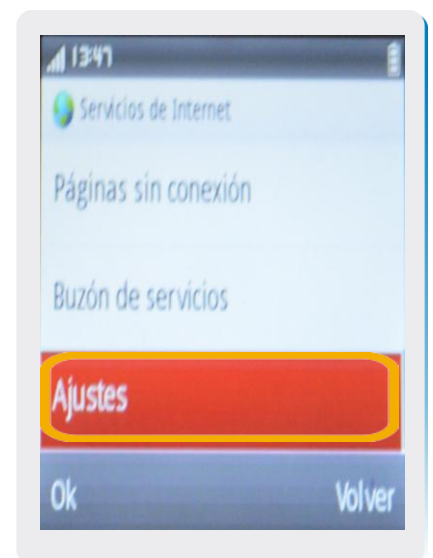 13:47
Servicios de Internet
Páginas sin conexión
Buzón de servicios
Ajustes
Ok Volver